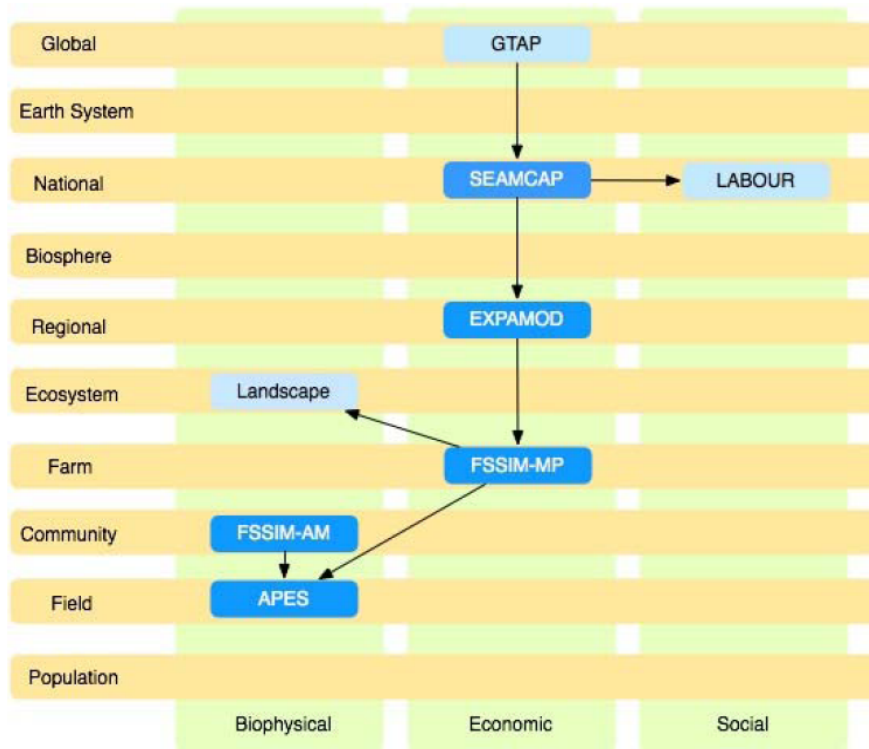 Global
GTAP
Earth System
National
SEAMCAP
LABOUR
Biosphere
Regional
EXPAMOD
Ecosystem
Landscape
Farm
FSSIM-MP
Community
FSSIM-AM
Field
APES
Population
Biophysical
Economic
Social